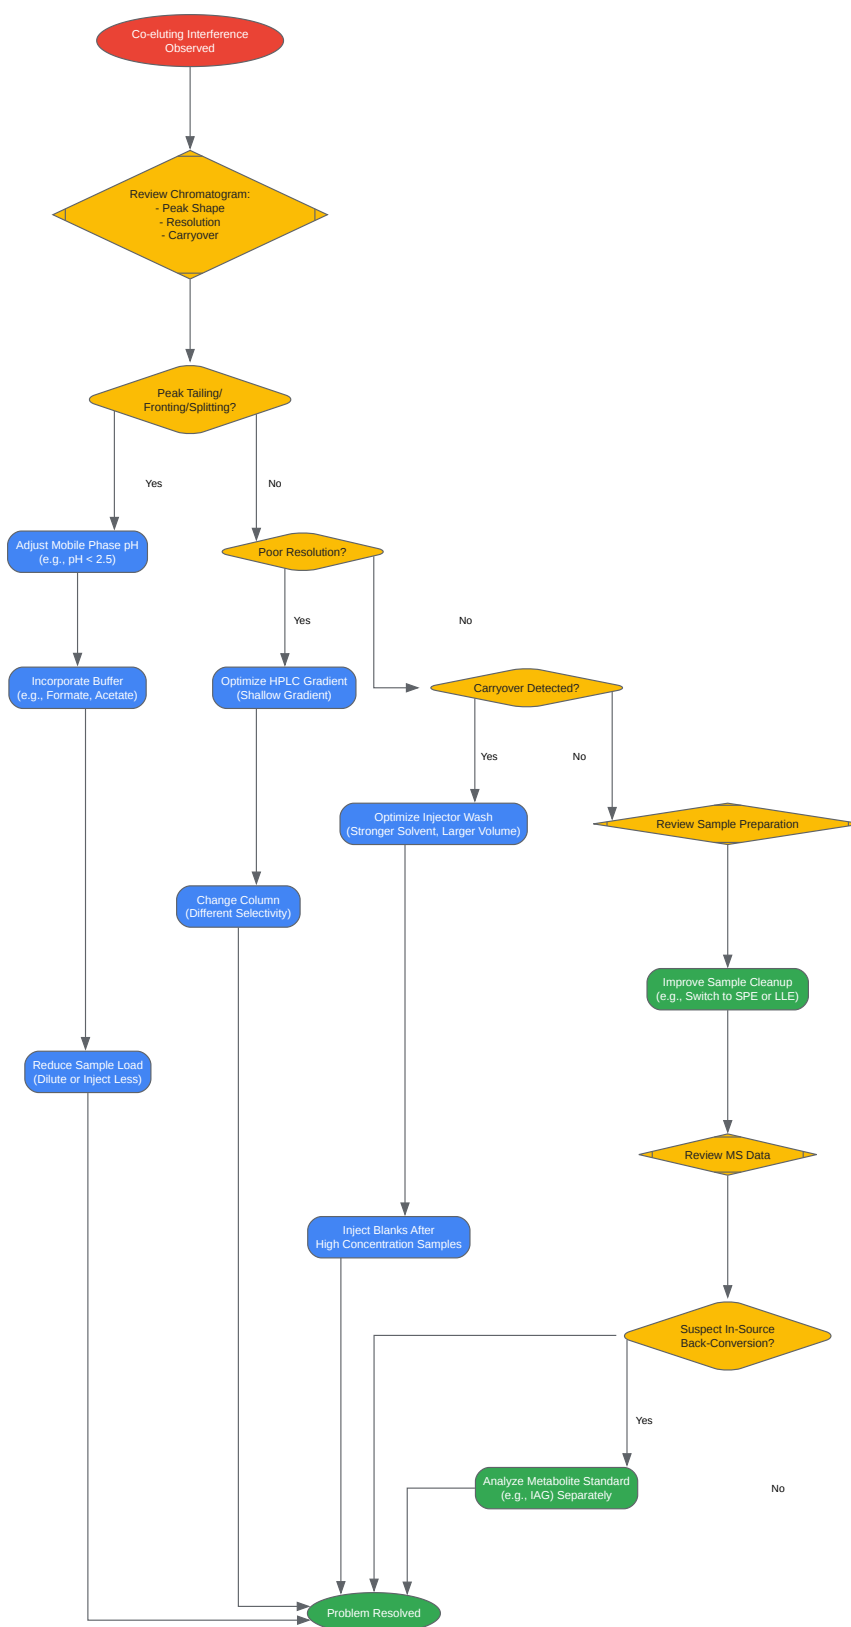 Co-eluting Interference
Observed
Review Chromatogram:
- Peak Shape
- Resolution
- Carryover
Peak Tailing/
Fronting/Splitting?
Yes
No
Adjust Mobile Phase pH
(e.g., pH < 2.5)
Poor Resolution?
Yes
No
Incorporate Buffer
(e.g., Formate, Acetate)
Optimize HPLC Gradient
(Shallow Gradient)
Carryover Detected?
Yes
No
Optimize Injector Wash
(Stronger Solvent, Larger Volume)
Review Sample Preparation
Change Column
(Different Selectivity)
Improve Sample Cleanup
(e.g., Switch to SPE or LLE)
Reduce Sample Load
(Dilute or Inject Less)
Review MS Data
Inject Blanks After
High Concentration Samples
Suspect In-Source
Back-Conversion?
Yes
Analyze Metabolite Standard
(e.g., IAG) Separately
No
Problem Resolved